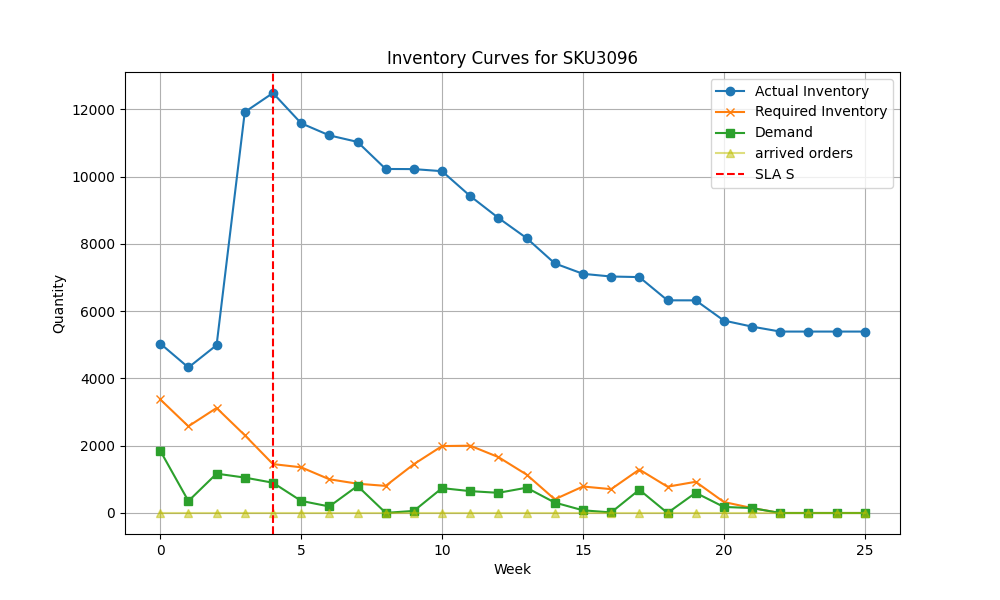 Inventory Curves for SKU3096
Actual Inventory
Required Inventory
Demand
arrived orders
SLA S
12000
10000
8000
6000
4000
2000
0
Quantity
0 5 10 15 20 25
Week